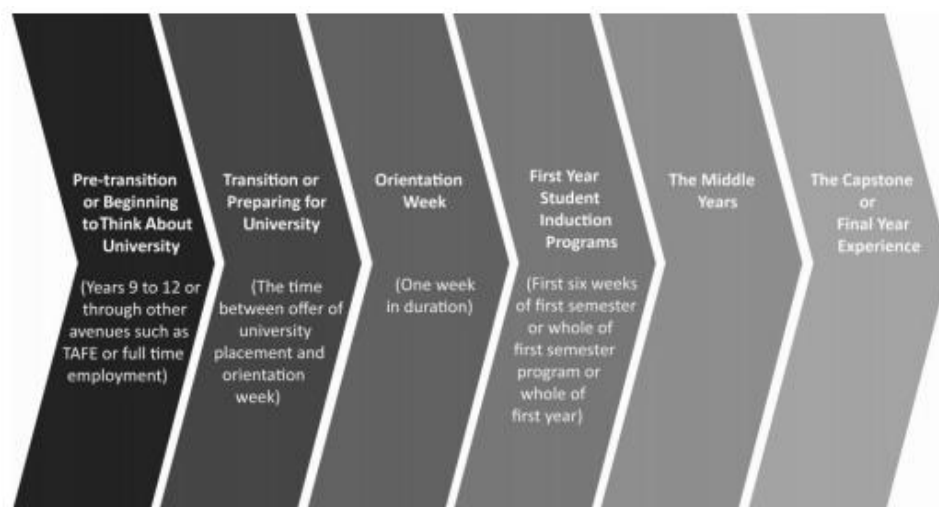 Pre-transition
or Beginning
to Think About
University
(Years 9 to 12 or
through other
avenues such as
TAFE or full time
employment)
Transition or
Preparing for
University
(The time
between offer of
university
placement and
orientation
week)
Orientation
Week
(One week
in duration)
First Year
Student
Induction
Programs
(First six weeks
of first semester
or whole of
first semester
program or
whole of
first year)
The Middle
Years
The Capstone
or
Final Year
Experience